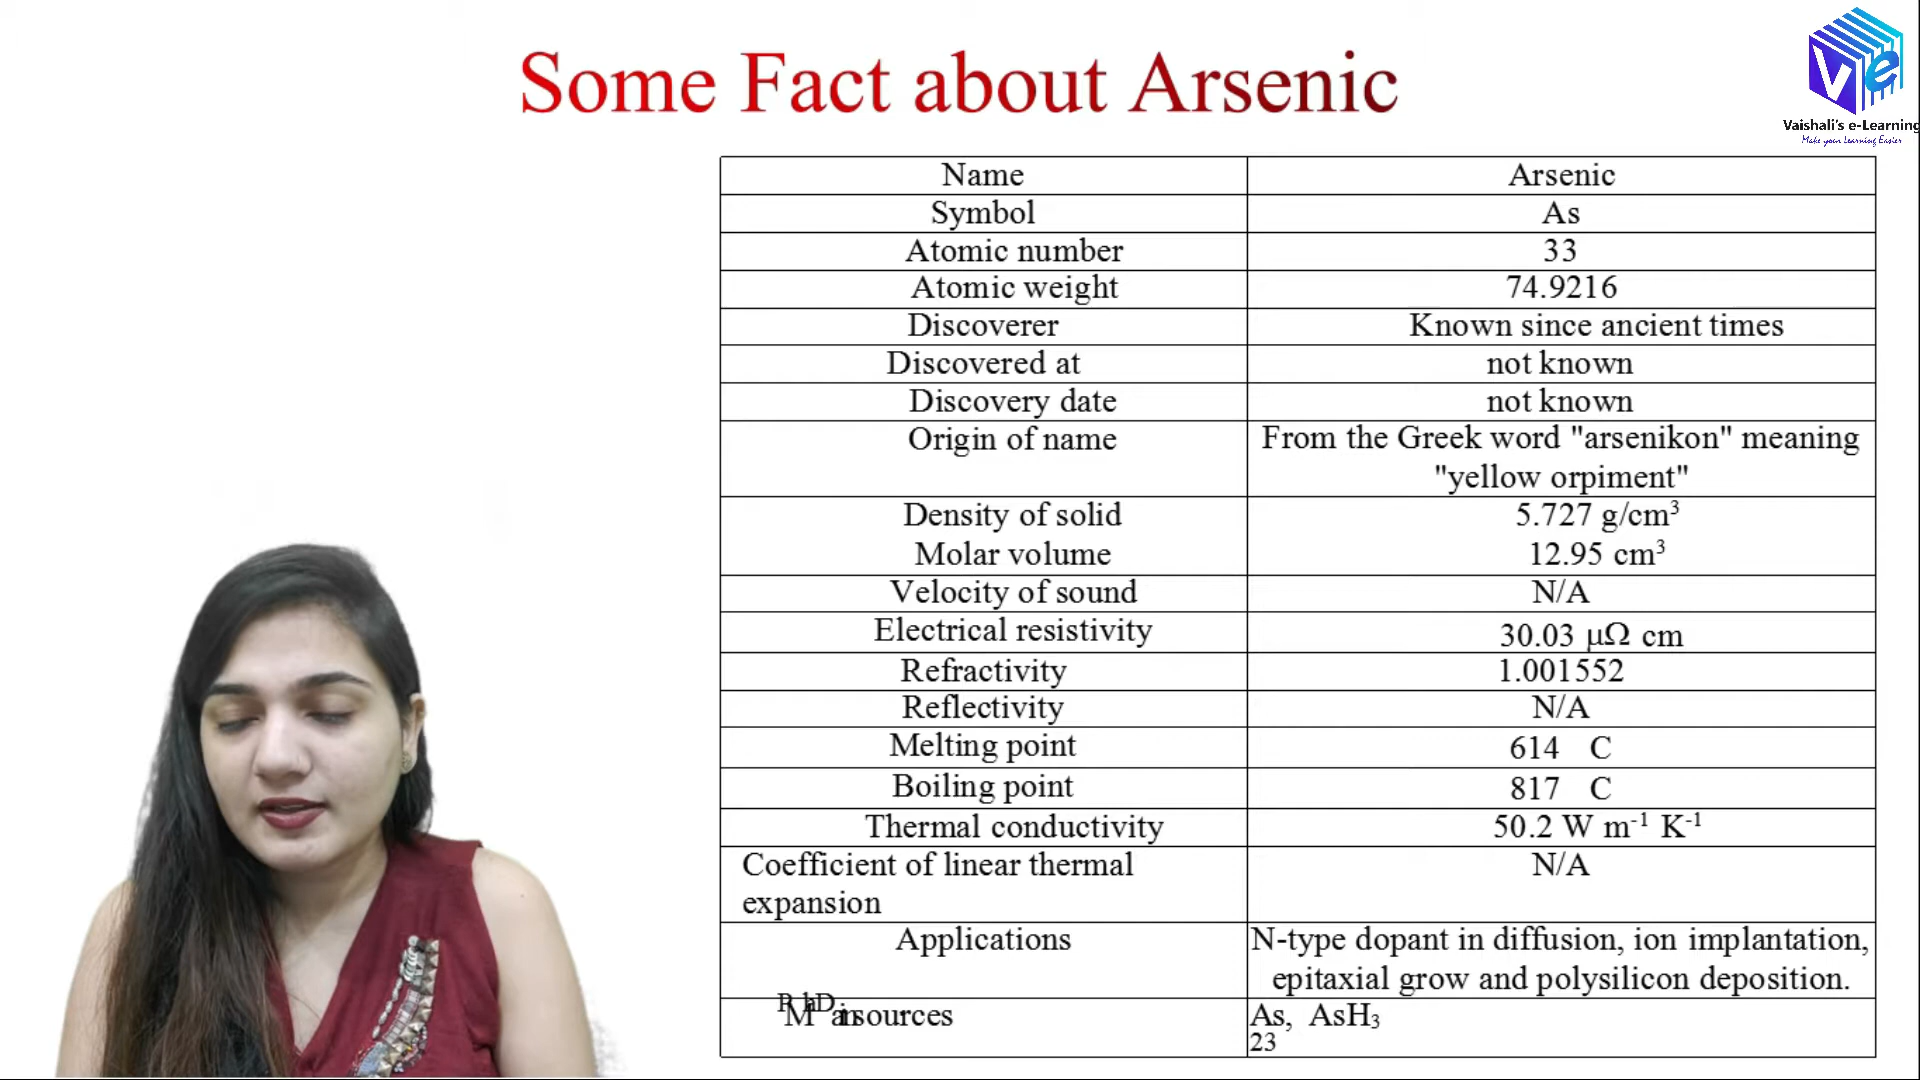 Some Fact about Arsenic
Vaishali's e-Learning
Make your Learning Easier
Name Arsenic
Symbol As
Atomic number 33
Atomic weight 74.9216
Discoverer Known since ancient times
Discovered at not known
Discovery date not known
Origin of name From the Greek word "arsenikon" meaning
"yellow orpiment"
Density of solid 5.727 g/cm³
Molar volume 12.95 cm³
Velocity of sound N/A
Electrical resistivity 30.03 μΩ cm
Refractivity 1.001552
Reflectivity N/A
Melting point 614 C
Boiling point 817 C
Thermal conductivity 50.2 W m⁻¹ K⁻¹
Coefficient of linear thermal N/A
expansion
Applications N-type dopant in diffusion, ion implantation,
epitaxial grow and polysilicon deposition.
sources As, AsH₃
23